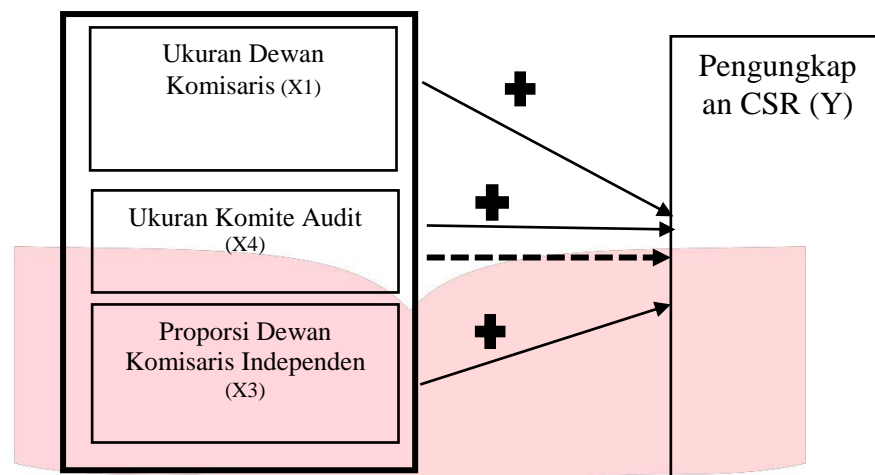 Ukuran Dewan
Komisaris (X1)
Ukuran Komite Audit
(X4)
Proporsi Dewan
Komisaris Independen
(X3)
Pengungkap
an CSR (Y)